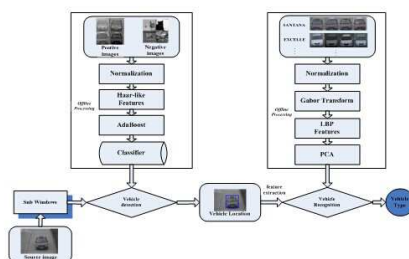 Postive
images
Negative
images
Normalization
Haar-like
Features
AdaBoost
Classifier
Offline
Processing
SANTANA
EXCELLE
Normalization
Gabor Transform
LBP
Features
PCA
Offline
Processing
Sub Windows
Vehicle
detection
Vehicle Location
feature
extraction
Vehicle
Recognition
Vehicle
Type
Source image